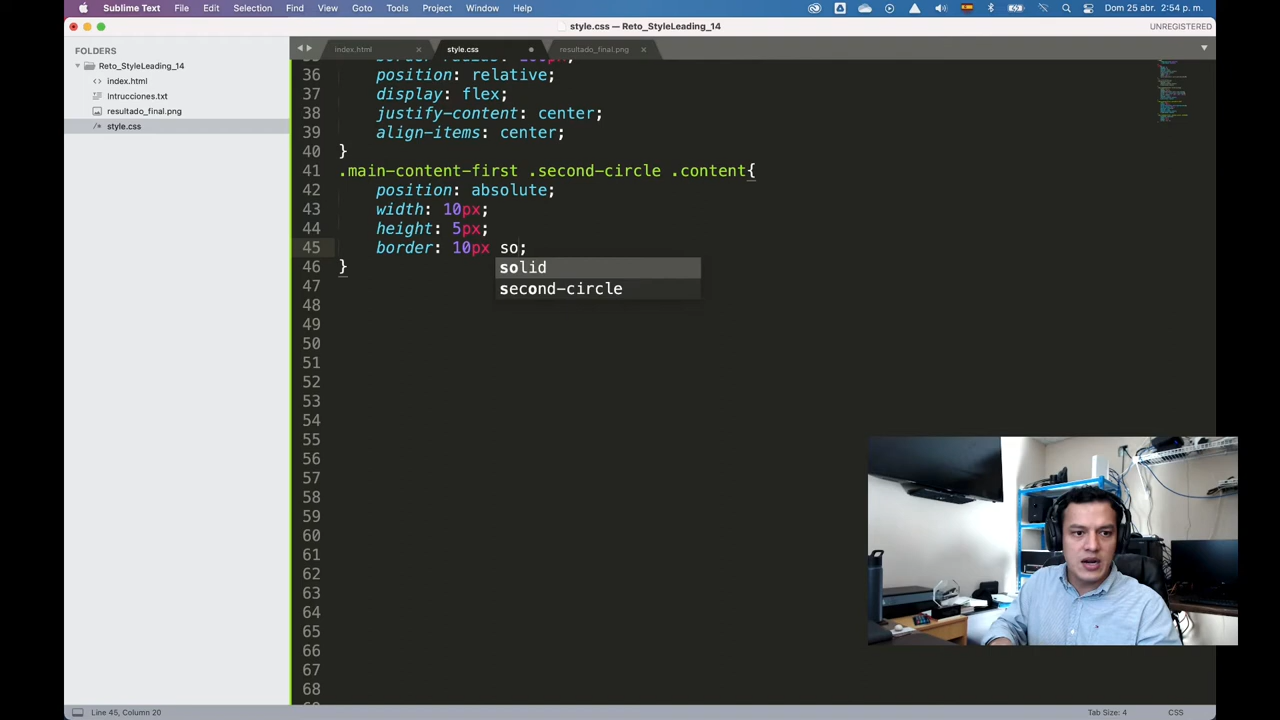 Sublime Text File Edit Selection Find View Goto Tools Project Window Help Dom 25 abr. 2:54 p. m.
style.css — Reto_StyleLeading_14 UNREGISTERED
FOLDERS
Reto_StyleLeading_14
index.html
Intrucciones.txt
resultado_final.png
style.css
index.html style.css resultado_final.png
36 position: relative;
37 display: flex;
38 justify-content: center;
39 align-items: center;
40 }
41 .main-content-first .second-circle .content{
42 position: absolute;
43 width: 10px;
44 height: 5px;
45 border: 10px so;
46 }
solid
second-circle
47
48
49
50
51
52
53
54
55
56
57
58
59
60
61
62
63
64
65
66
67
68
Line 45, Column 20 Tab Size: 4 CSS